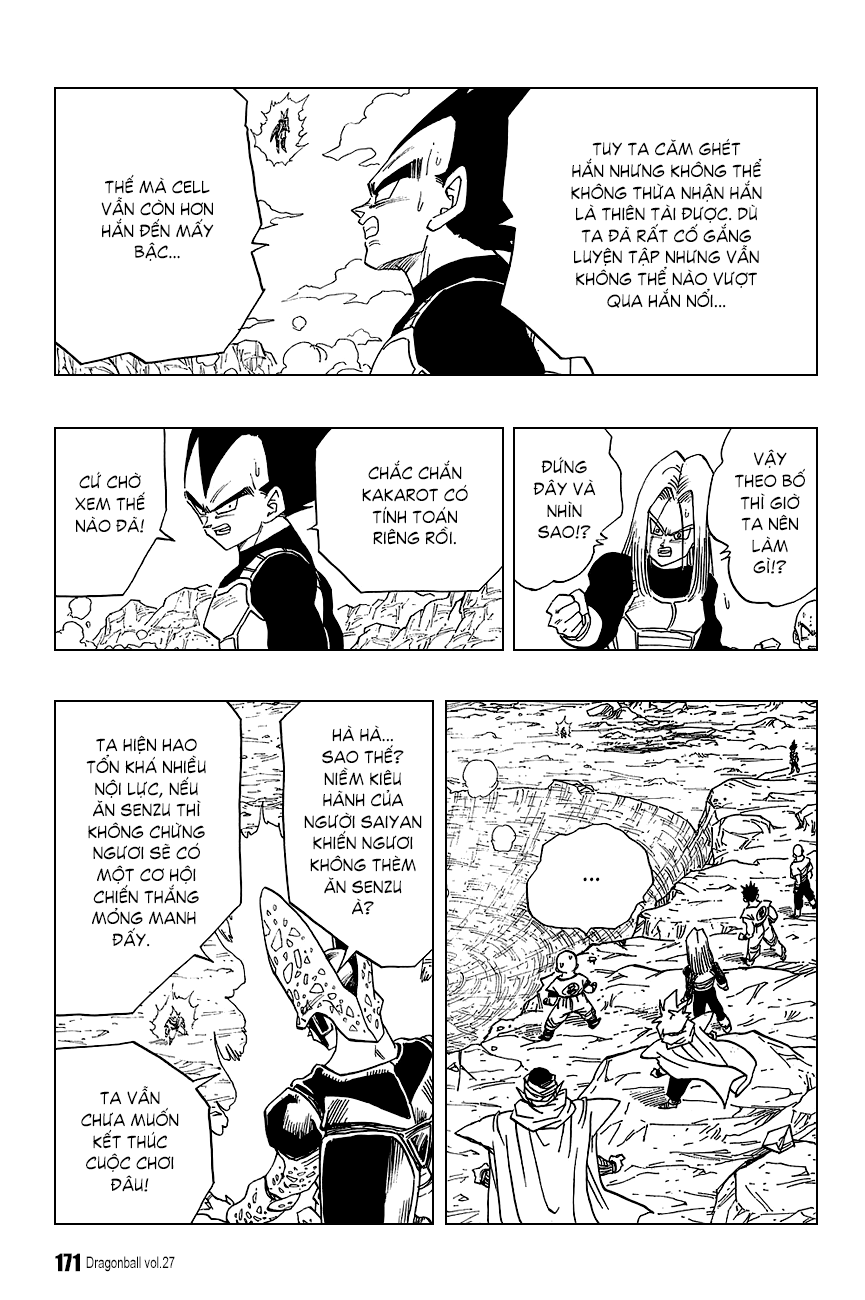 TUY TA CĂM GHÉT
HẮN NHƯNG KHÔNG THỂ
KHÔNG THỪA NHẬN HẮN
LÀ THIÊN TÀI ĐƯỢC. DÙ
TA ĐÃ RẤT CỐ GẮNG
LUYỆN TẬP NHƯNG VẪN
KHÔNG THỂ NÀO VƯỢT
QUA HẮN NỔI...
THẾ MÀ CELL
VẪN CÒN HƠN
HẮN ĐẾN MẤY
BẬC...
VẬY
THEO BỐ
THÌ GIỜ
TA NÊN
LÀM
GÌ!?
ĐỨNG
ĐÂY VÀ
NHÌN
SAO!?
CHẮC CHẮN
KAKAROT CÓ
TÍNH TOÁN
RIÊNG RỒI.
CỨ CHỜ
XEM THẾ
NÀO ĐÃ!
...
HÀ HÀ...
SAO THẾ?
NIỀM KIÊU
HÀNH CỦA
NGƯỜI SAIYAN
KHIẾN NGƯƠI
KHÔNG THÈM
ĂN SENZU
À?
TA HIỆN HAO
TỔN KHÁ NHIỀU
NỘI LỰC, NẾU
ĂN SENZU THÌ
KHÔNG CHỪNG
NGƯƠI SẼ CÓ
MỘT CƠ HỘI
CHIẾN THẮNG
MỎNG MANH
ĐẤY.
TA VẪN
CHƯA MUỐN
KẾT THÚC
CUỘC CHƠI
ĐÂU!
171 Dragonball vol.27